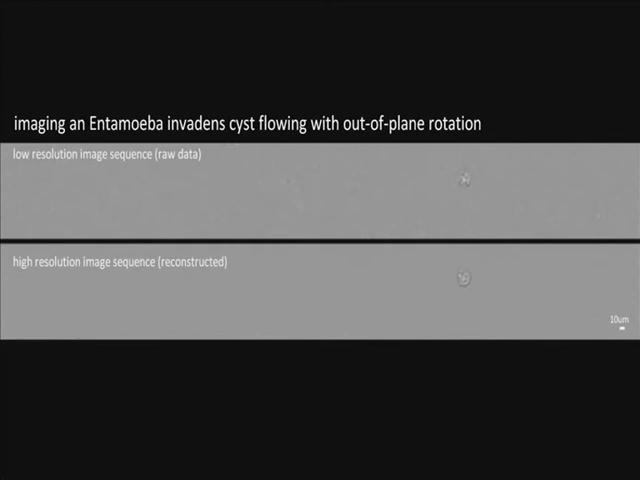 imaging an Entamoeba invadens cyst flowing with out-of-plane rotation
low resolution image sequence (raw data)
high resolution image sequence (reconstructed)
10um